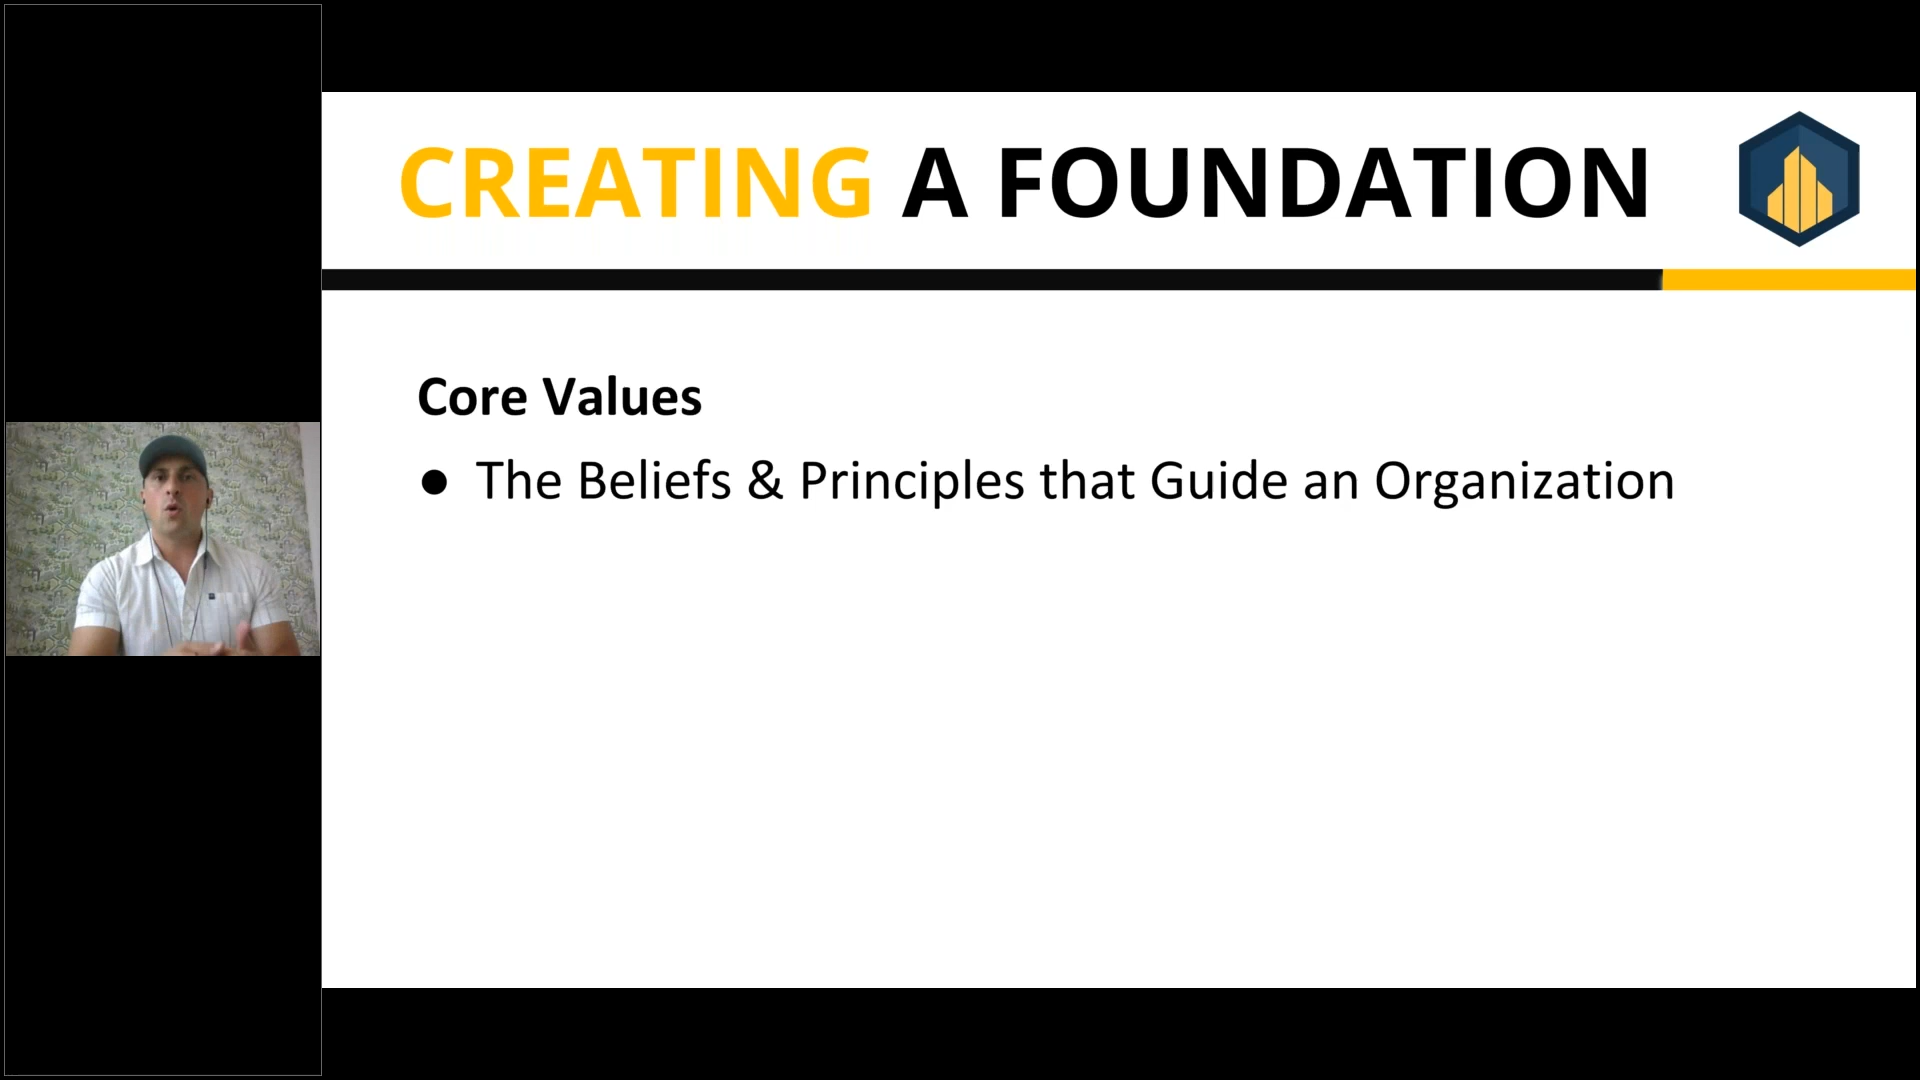 CREATING A FOUNDATION
Core Values
● The Beliefs & Principles that Guide an Organization